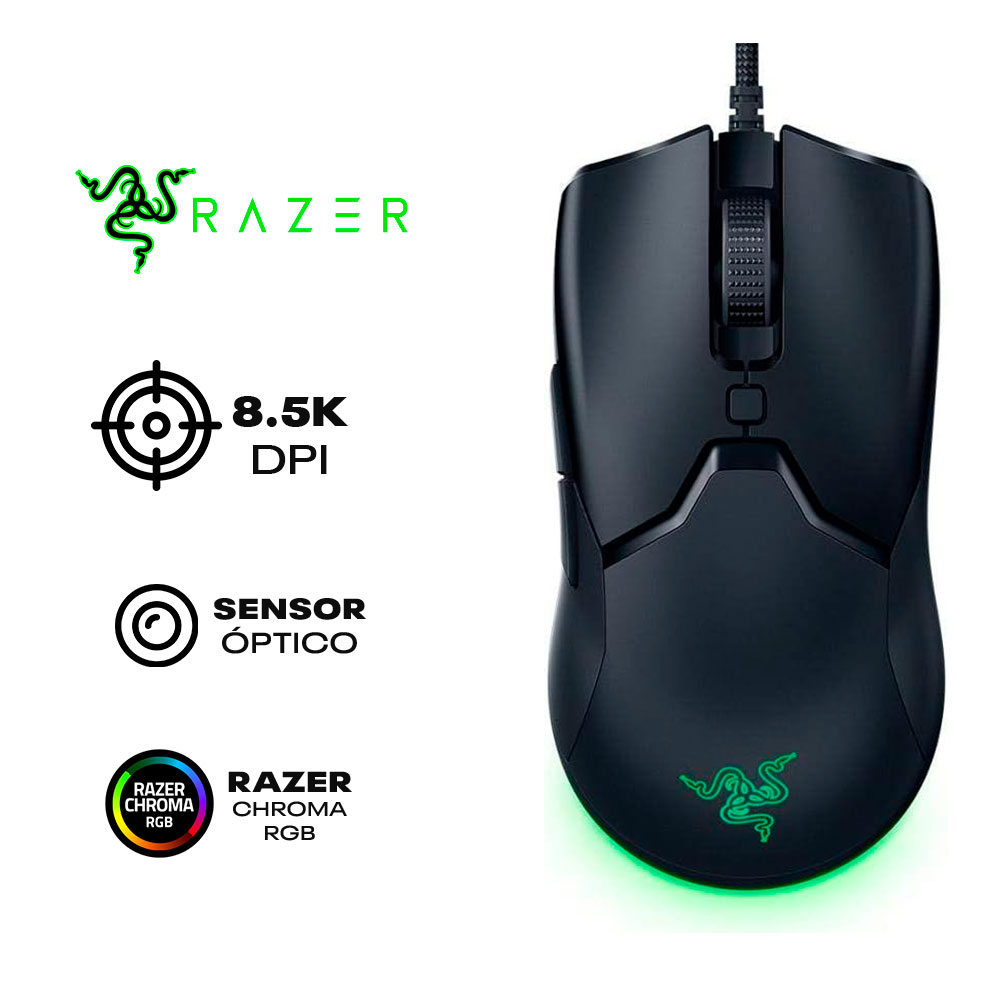 RAZER
8.5K
DPI
SENSOR
ÓPTICO
RAZER
CHROMA
RGB
RAZER
CHROMA
RGB